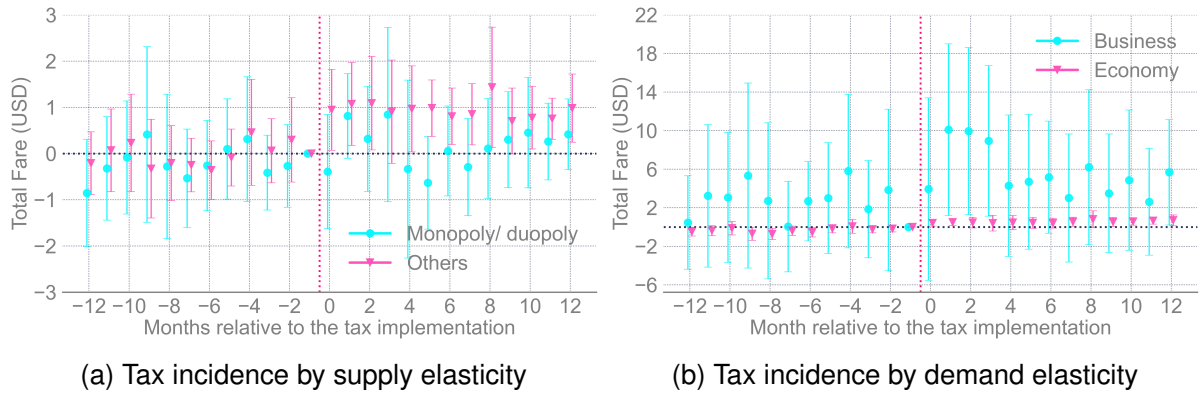 3
2
1
0
−1
−2
−3
Total Fare (USD)
Monopoly/ duopoly
Others
−12 −10 −8 −6 −4 −2 0 2 4 6 8 10 12
Months relative to the tax implementation
(a) Tax incidence by supply elasticity
22
18
14
10
6
2
−2
−6
Total Fare (USD)
Business
Economy
−12 −10 −8 −6 −4 −2 0 2 4 6 8 10 12
Months relative to the tax implementation
(b) Tax incidence by demand elasticity